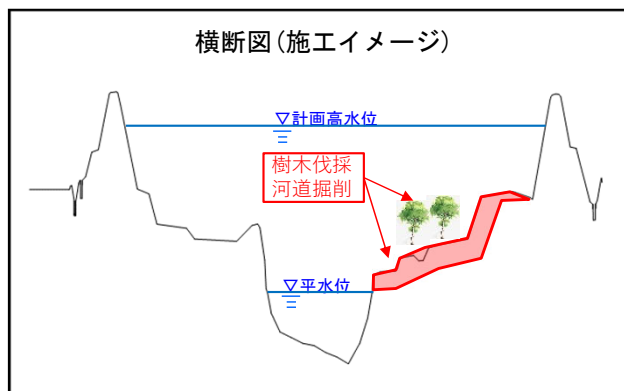 横断図(施工イメージ)
▽計画高水位
樹木伐採
河道掘削
▽平水位